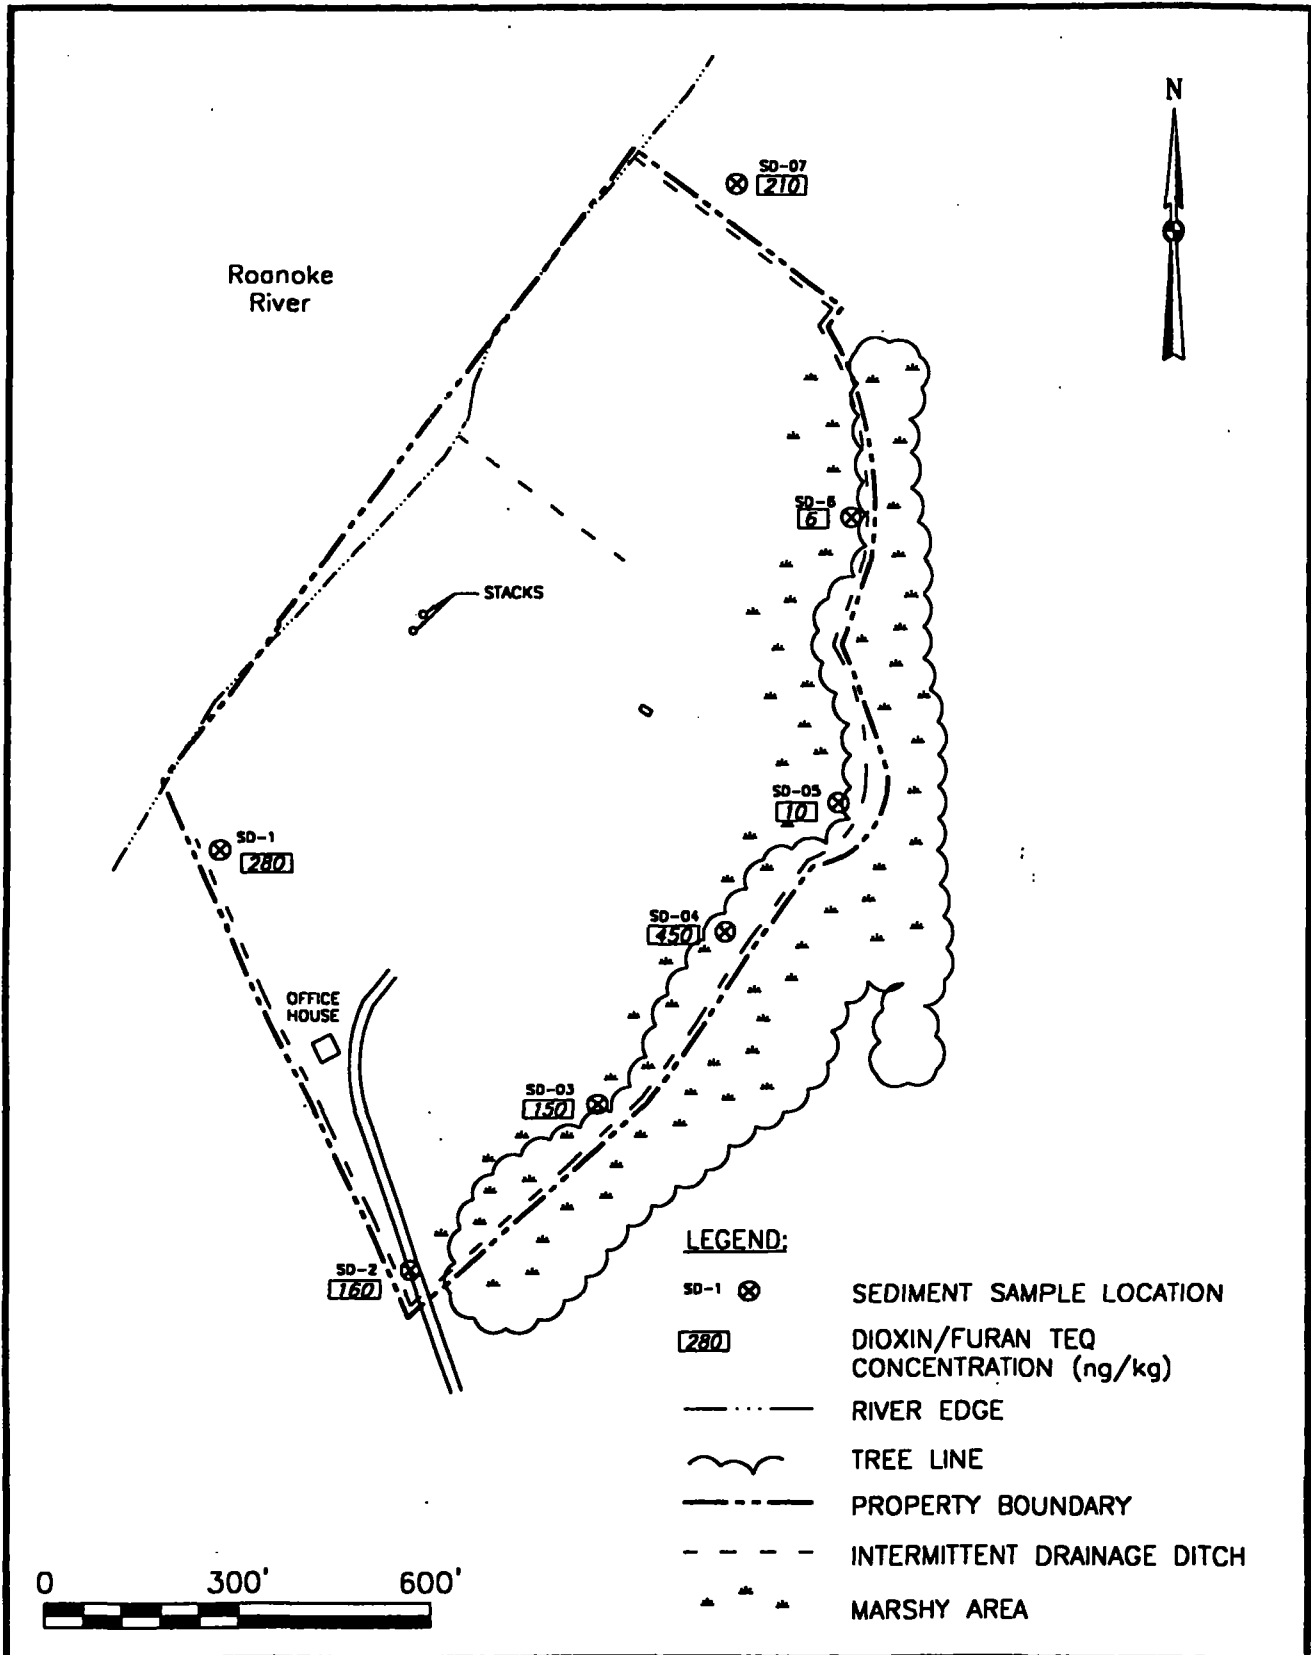 N
SD-07
210
Roanoke
River
SD-6
6
STACKS
SD-05
10
SD-1
280
SD-04
450
OFFICE
HOUSE
SD-03
150
SD-2
160
LEGEND:
SD-1 SEDIMENT SAMPLE LOCATION
280 DIOXIN/FURAN TEQ
CONCENTRATION (ng/kg)
RIVER EDGE
TREE LINE
PROPERTY BOUNDARY
INTERMITTENT DRAINAGE DITCH
MARSHY AREA
0 300' 600'